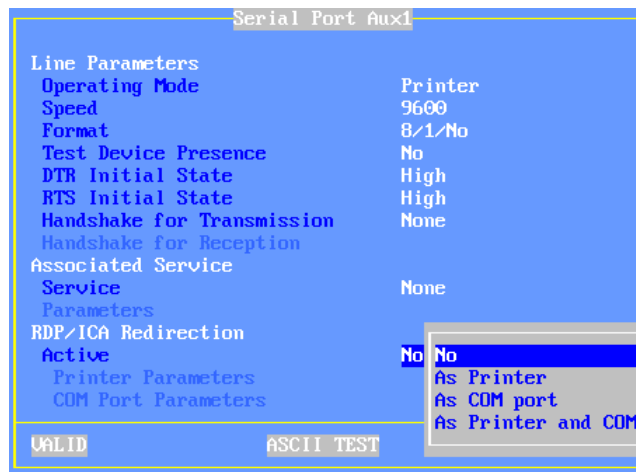 Serial Port Aux1
Line Parameters
Operating Mode Printer
Speed 9600
Format 8/1/No
Test Device Presence No
DTR Initial State High
RTS Initial State High
Handshake for Transmission None
Handshake for Reception
Associated Service
Service None
Parameters
RDP/ICA Redirection
Active No No
Printer Parameters As Printer
COM Port Parameters As COM port
As Printer and COM
VALID ASCII TEST